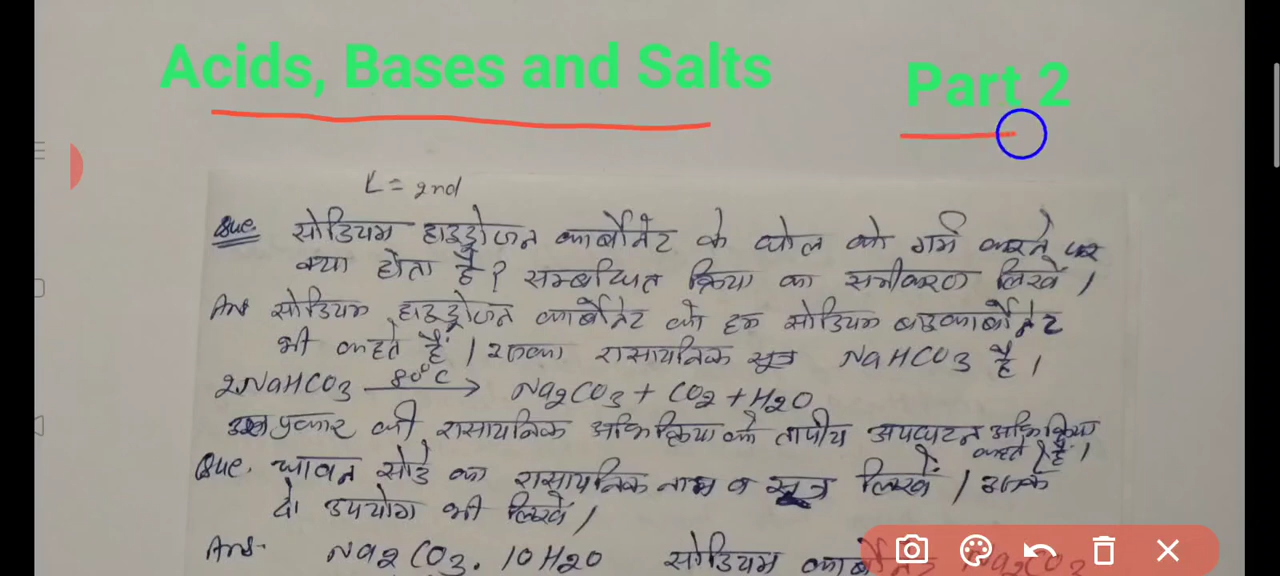 Acids, Bases and Salts
Part 2
L = 2nd
Que. सोडियम हाइड्रोजन कार्बोनेट के घोल को गर्म करने पर
क्या होता है? सम्बन्धित क्रिया का समीकरण लिखें।
Ans सोडियम हाइड्रोजन कार्बोनेट को हम सोडियम बाइकार्बोनेट
भी कहते हैं। इसका रासायनिक सूत्र NaHCO3 है।
2NaHCO3 80°C → Na2CO3 + CO2 + H2O
इस प्रकार की रासायनिक अभिक्रिया को तापीय अपघटन अभिक्रिया
कहते हैं।
Que. धावन सोडे का रासायनिक नाम व सूत्र लिखें। इसके
दो उपयोग भी लिखें।
Ans- Na2CO3. 10H2O सोडियम कार्बोनेट Na2CO3